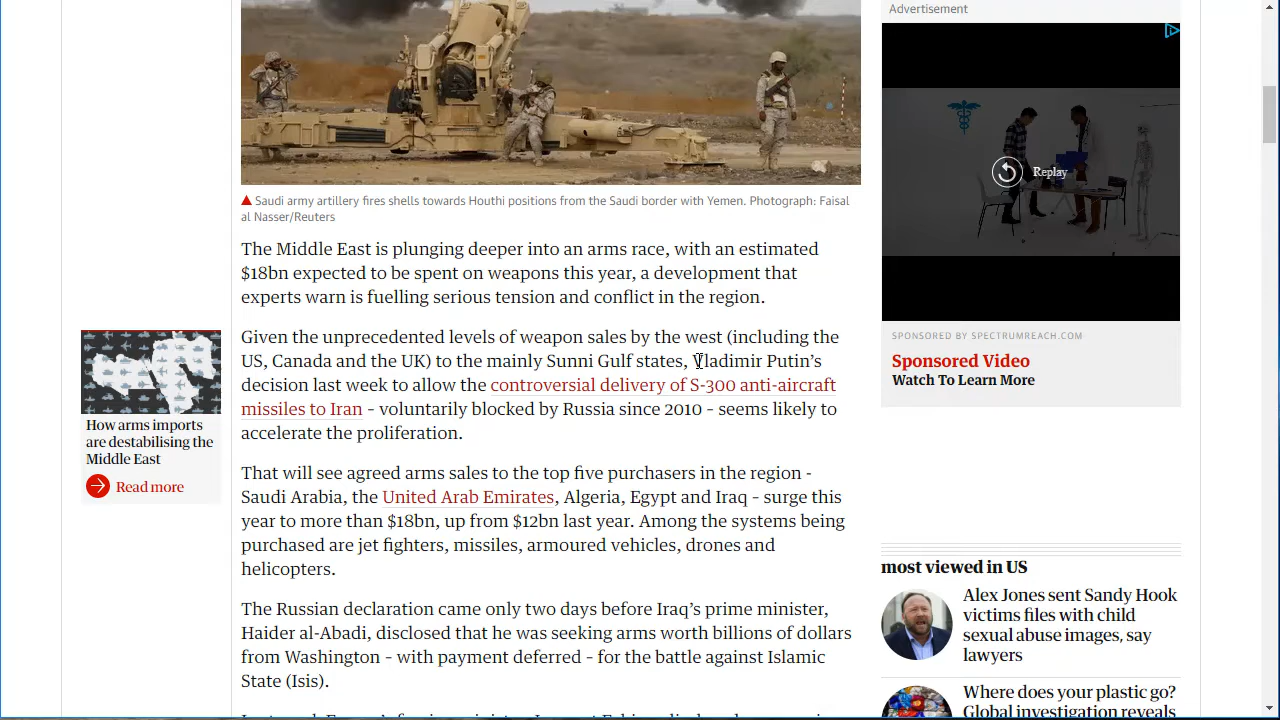 Advertisement
Replay
Saudi army artillery fires shells towards Houthi positions from the Saudi border with Yemen. Photograph: Faisal
al Nasser/Reuters
The Middle East is plunging deeper into an arms race, with an estimated
$18bn expected to be spent on weapons this year, a development that
experts warn is fuelling serious tension and conflict in the region.
Given the unprecedented levels of weapon sales by the west (including the
US, Canada and the UK) to the mainly Sunni Gulf states, Vladimir Putin’s
decision last week to allow the controversial delivery of S-300 anti-aircraft
missiles to Iran – voluntarily blocked by Russia since 2010 – seems likely to
accelerate the proliferation.
How arms imports
are destabilising the
Middle East
Read more
That will see agreed arms sales to the top five purchasers in the region -
Saudi Arabia, the United Arab Emirates, Algeria, Egypt and Iraq – surge this
year to more than $18bn, up from $12bn last year. Among the systems being
purchased are jet fighters, missiles, armoured vehicles, drones and
helicopters.
The Russian declaration came only two days before Iraq’s prime minister,
Haider al-Abadi, disclosed that he was seeking arms worth billions of dollars
from Washington – with payment deferred – for the battle against Islamic
State (Isis).
SPONSORED BY SPECTRUMREACH.COM
Sponsored Video
Watch To Learn More
most viewed in US
Alex Jones sent Sandy Hook
victims files with child
sexual abuse images, say
lawyers
Where does your plastic go?
Global investigation reveals